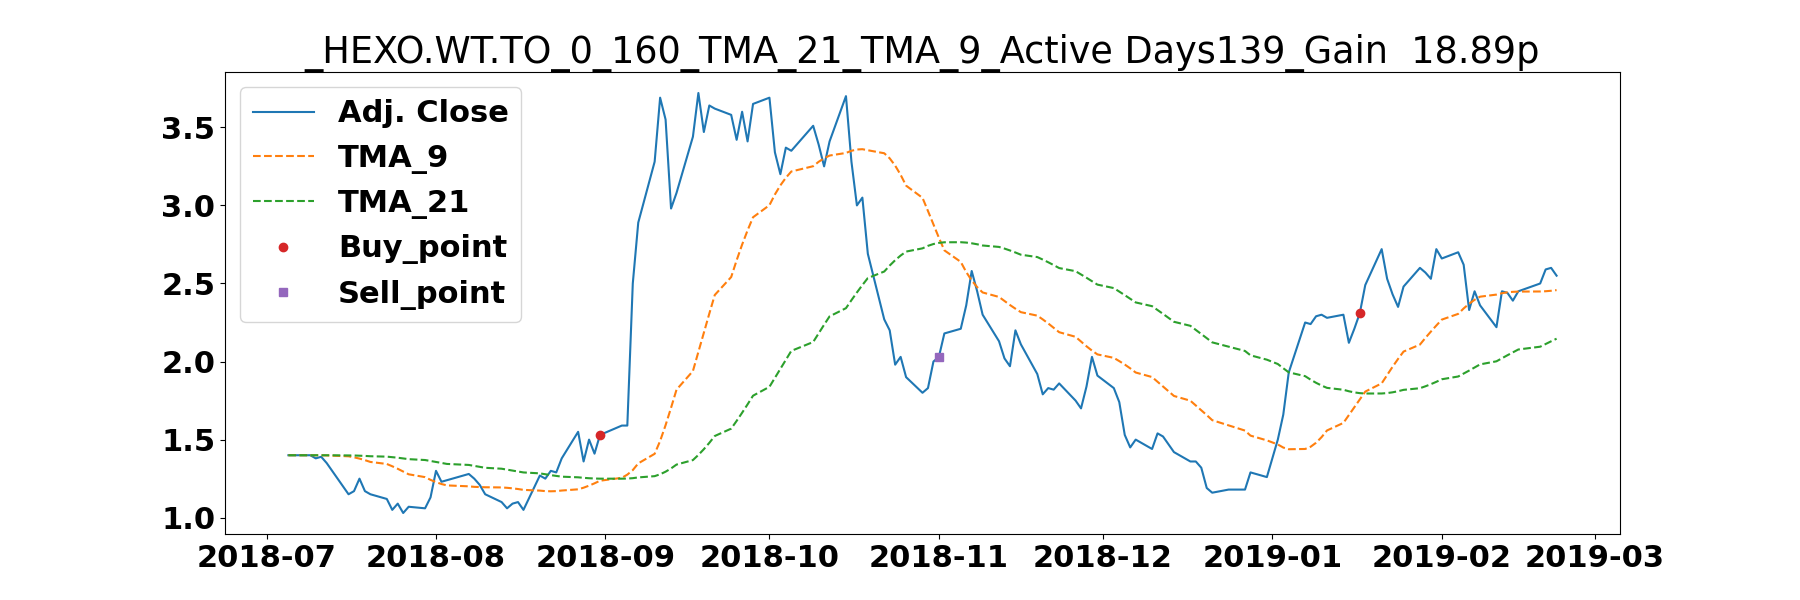 _HEXO.WT.TO_0_160_TMA_21_TMA_9_Active Days139_Gain  18.89p
Adj. Close
TMA_9
TMA_21
Buy_point
Sell_point
3.5
3.0
2.5
2.0
1.5
1.0
2018-07 2018-08 2018-09 2018-10 2018-11 2018-12 2019-01 2019-02 2019-03